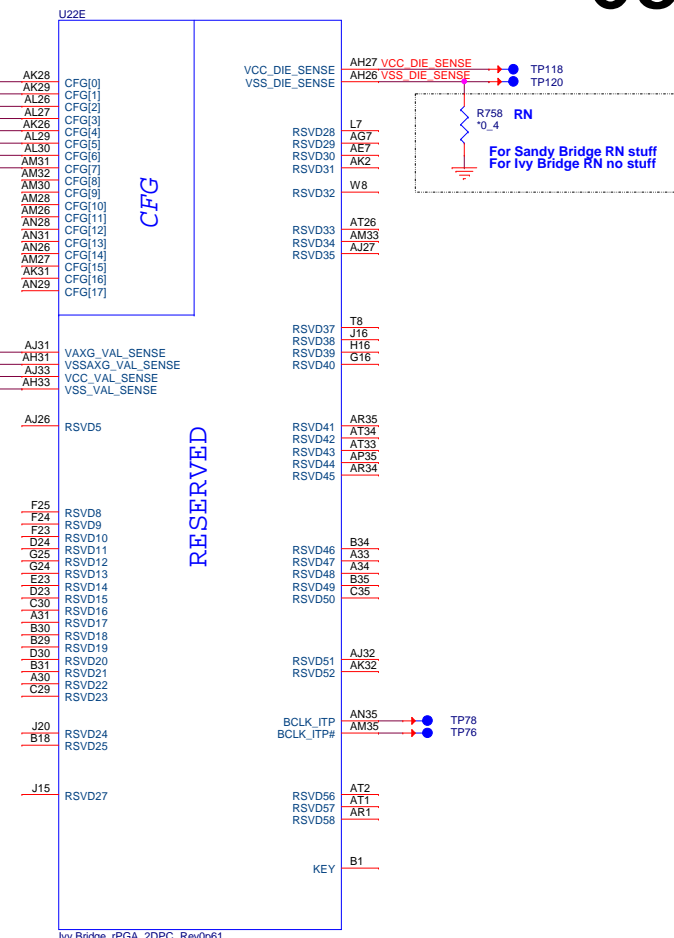 U22E
AK28 CFG[0]
AK29 CFG[1]
AL26 CFG[2]
AL27 CFG[3]
AK26 CFG[4]
AL29 CFG[5]
AL30 CFG[6]
AM31 CFG[7]
AM32 CFG[8]
AM30 CFG[9]
AM28 CFG[10]
AM26 CFG[11]
AN28 CFG[12]
AN31 CFG[13]
AN26 CFG[14]
AM27 CFG[15]
AK31 CFG[16]
AN29 CFG[17]
CFG
AJ31 VAXG_VAL_SENSE
AH31 VSSAXG_VAL_SENSE
AJ33 VCC_VAL_SENSE
AH33 VSS_VAL_SENSE
AJ26 RSVD5
RESERVED
F25 RSVD8
F24 RSVD9
F23 RSVD10
D24 RSVD11
G25 RSVD12
G24 RSVD13
E23 RSVD14
D23 RSVD15
C30 RSVD16
A31 RSVD17
B30 RSVD18
B29 RSVD19
D30 RSVD20
B31 RSVD21
A30 RSVD22
C29 RSVD23
J20 RSVD24
B18 RSVD25
J15 RSVD27
VCC_DIE_SENSE AH27 VCC_DIE_SENSE TP118
VSS_DIE_SENSE AH26 VSS_DIE_SENSE TP120
R758 RN
*0_4
For Sandy Bridge RN stuff
For Ivy Bridge RN no stuff
RSVD28 L7
RSVD29 AG7
RSVD30 AE7
RSVD31 AK2
RSVD32 W8
RSVD33 AT26
RSVD34 AM33
RSVD35 AJ27
RSVD37 T8
RSVD38 J16
RSVD39 H16
RSVD40 G16
RSVD41 AR35
RSVD42 AT34
RSVD43 AT33
RSVD44 AP35
RSVD45 AR34
RSVD46 B34
RSVD47 A33
RSVD48 A34
RSVD49 B35
RSVD50 C35
RSVD51 AJ32
RSVD52 AK32
BCLK_ITP AN35 TP78
BCLK_ITP# AM35 TP76
RSVD56 AT2
RSVD57 AT1
RSVD58 AR1
KEY B1
Ivy Bridge_rPGA_2DPC_Rev0p61